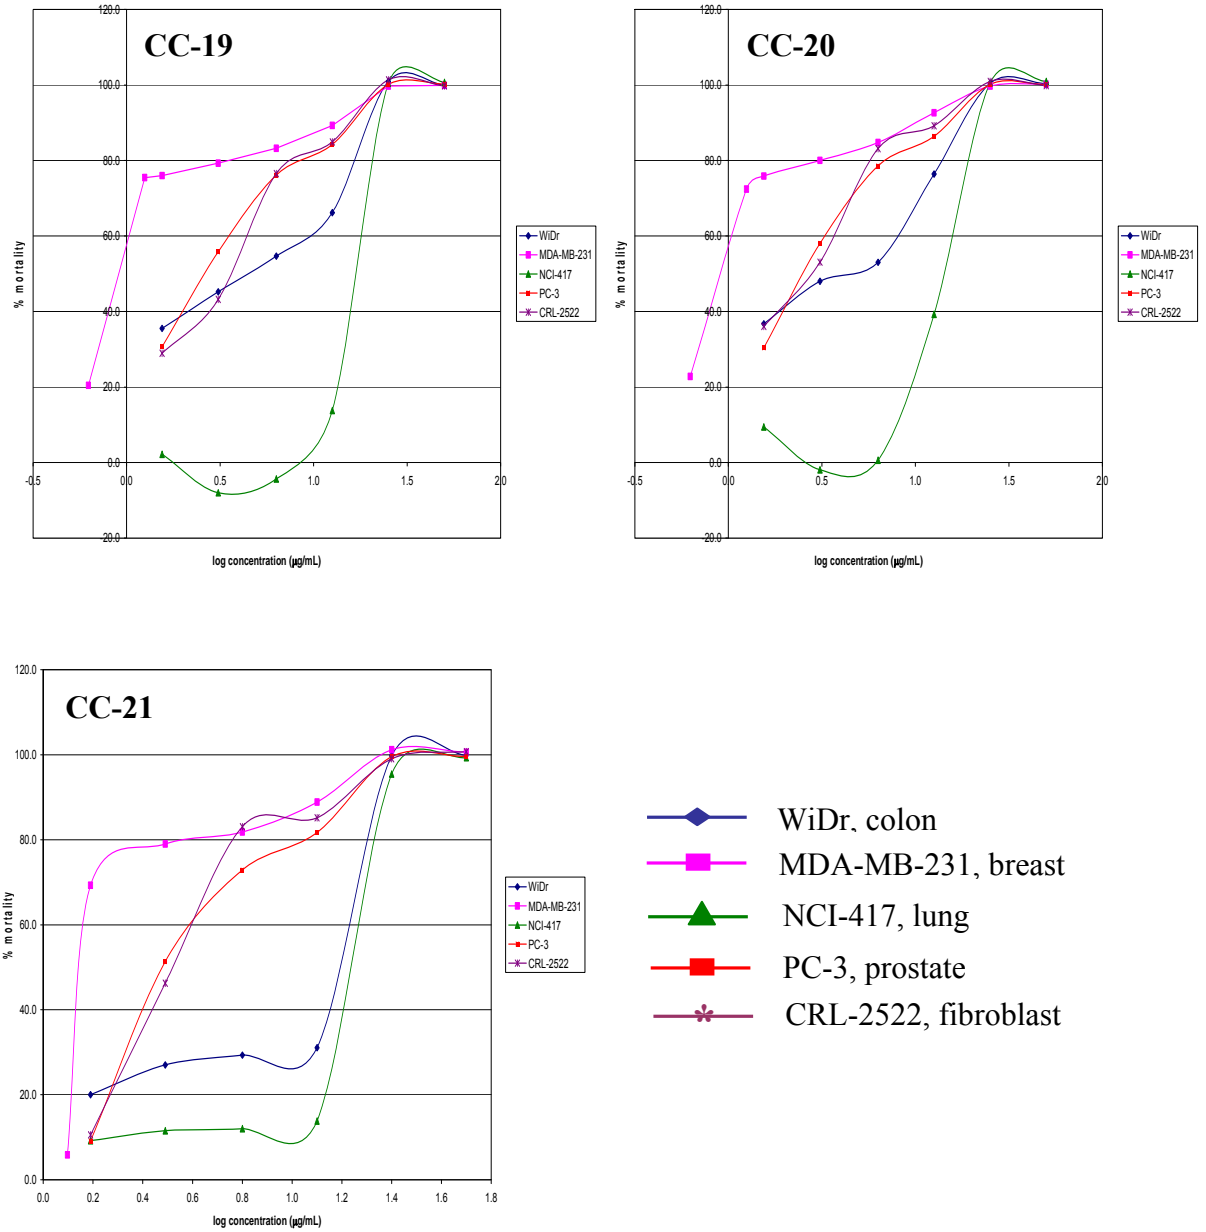 CC-19
120.0
100.0
80.0
60.0
40.0
20.0
0.0
-20.0
-0.5
0.0
0.5
1.0
1.5
2.0
% mortality
log concentration (µg/mL)
WiDr
MDA-MB-231
NCI-417
PC-3
CRL-2522
CC-20
120.0
100.0
80.0
60.0
40.0
20.0
0.0
-20.0
-0.5
0.0
0.5
1.0
1.5
2.0
% mortality
log concentration (µg/mL)
WiDr
MDA-MB-231
NCI-417
PC-3
CRL-2522
CC-21
120.0
100.0
80.0
60.0
40.0
20.0
0.0
0.0
0.2
0.4
0.6
0.8
1.0
1.2
1.4
1.6
1.8
% mortality
log concentration (µg/mL)
WiDr
MDA-MB-231
NCI-417
PC-3
CRL-2522
WiDr, colon
MDA-MB-231, breast
NCI-417, lung
PC-3, prostate
CRL-2522, fibroblast